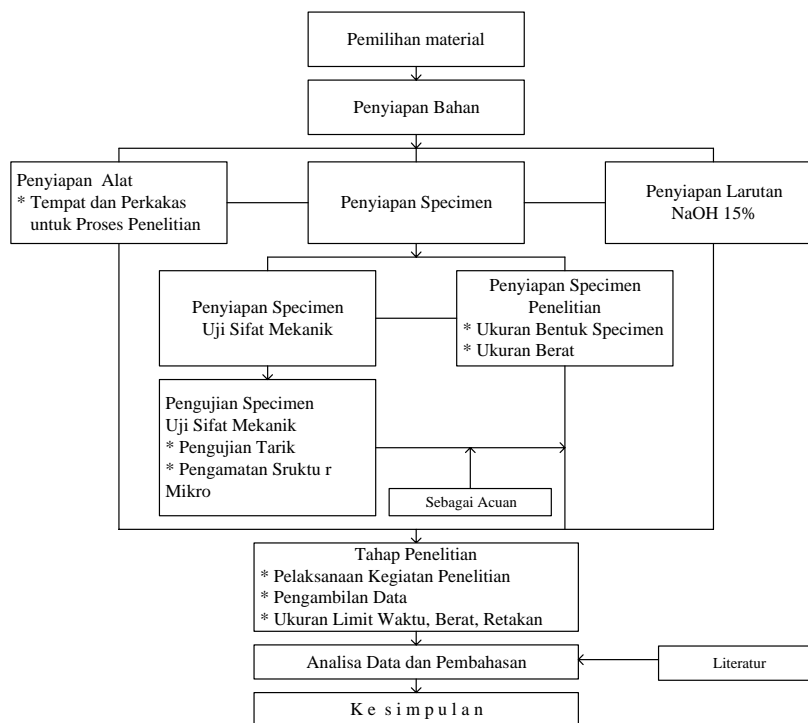 Pemilihan material
Penyiapan Bahan
Penyiapan Alat
* Tempat dan Perkakas
untuk Proses Penelitian
Penyiapan Specimen
Penyiapan Larutan
NaOH 15%
Penyiapan Specimen
Uji Sifat Mekanik
Penyiapan Specimen
Penelitian
* Ukuran Bentuk Specimen
* Ukuran Berat
Pengujian Specimen
Uji Sifat Mekanik
* Pengujian Tarik
* Pengamatan Sruktu r
Mikro
Sebagai Acuan
Tahap Penelitian
* Pelaksanaan Kegiatan Penelitian
* Pengambilan Data
* Ukuran Limit Waktu, Berat, Retakan
Analisa Data dan Pembahasan
Literatur
K e s i m p u l a n